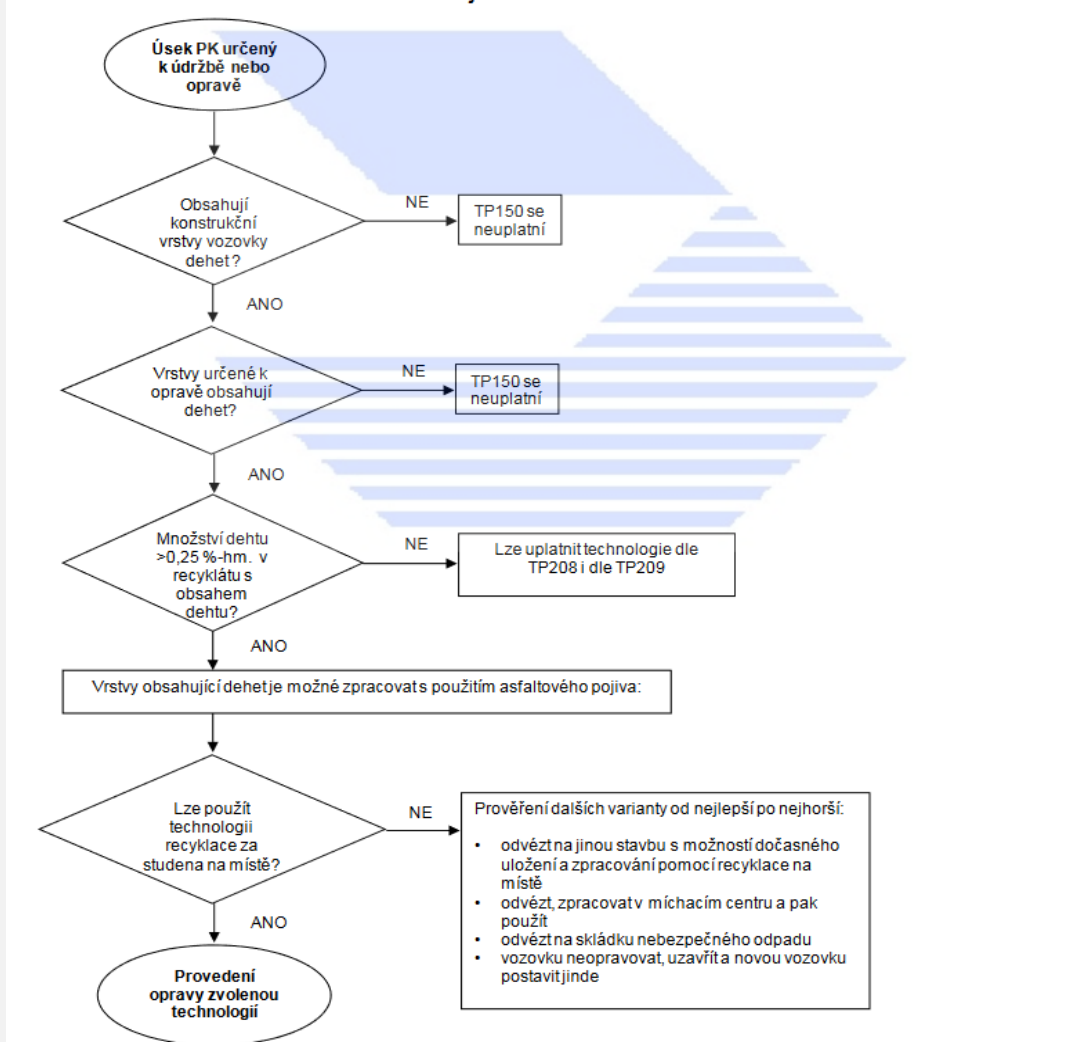 Úsek PK určený
k údržbě nebo
opravě
Obsahují
konstrukční
vrstvy vozovky
dehet?
NE
TP150 se
neuplatní
ANO
Vrstvy určené k
opravě obsahují
dehet?
NE
TP150 se
neuplatní
ANO
Množství dehtu
>0,25 %-hm. v
recyklátu s
obsahem
dehtu?
NE
Lze uplatnit technologie dle
TP208 i dle TP209
ANO
Vrstvy obsahující dehet je možné zpracovat s použitím asfaltového pojiva:
Lze použít
technologii
recyklace za
studena na místě?
NE
Prověření dalších varianty od nejlepší po nejhorší:
• odvézt na jinou stavbu s možností dočasného
uložení a zpracování pomocí recyklace na
místě
• odvézt, zpracovat v míchacím centru a pak
použít
• odvézt na skládku nebezpečného odpadu
• vozovku neopravovat, uzavřít a novou vozovku
postavit jinde
ANO
Provedení
opravy zvolenou
technologií